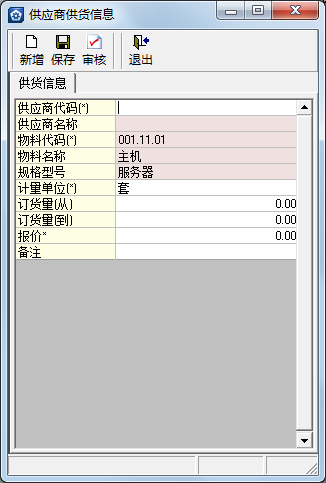 供应商供货信息
新增 保存 审核 退出
供货信息
供应商代码(*)
供应商名称
物料代码(*) 001.11.01
物料名称 主机
规格型号 服务器
计量单位(*) 套
订货量(从) 0.00
订货量(到) 0.00
报价* 0.00
备注